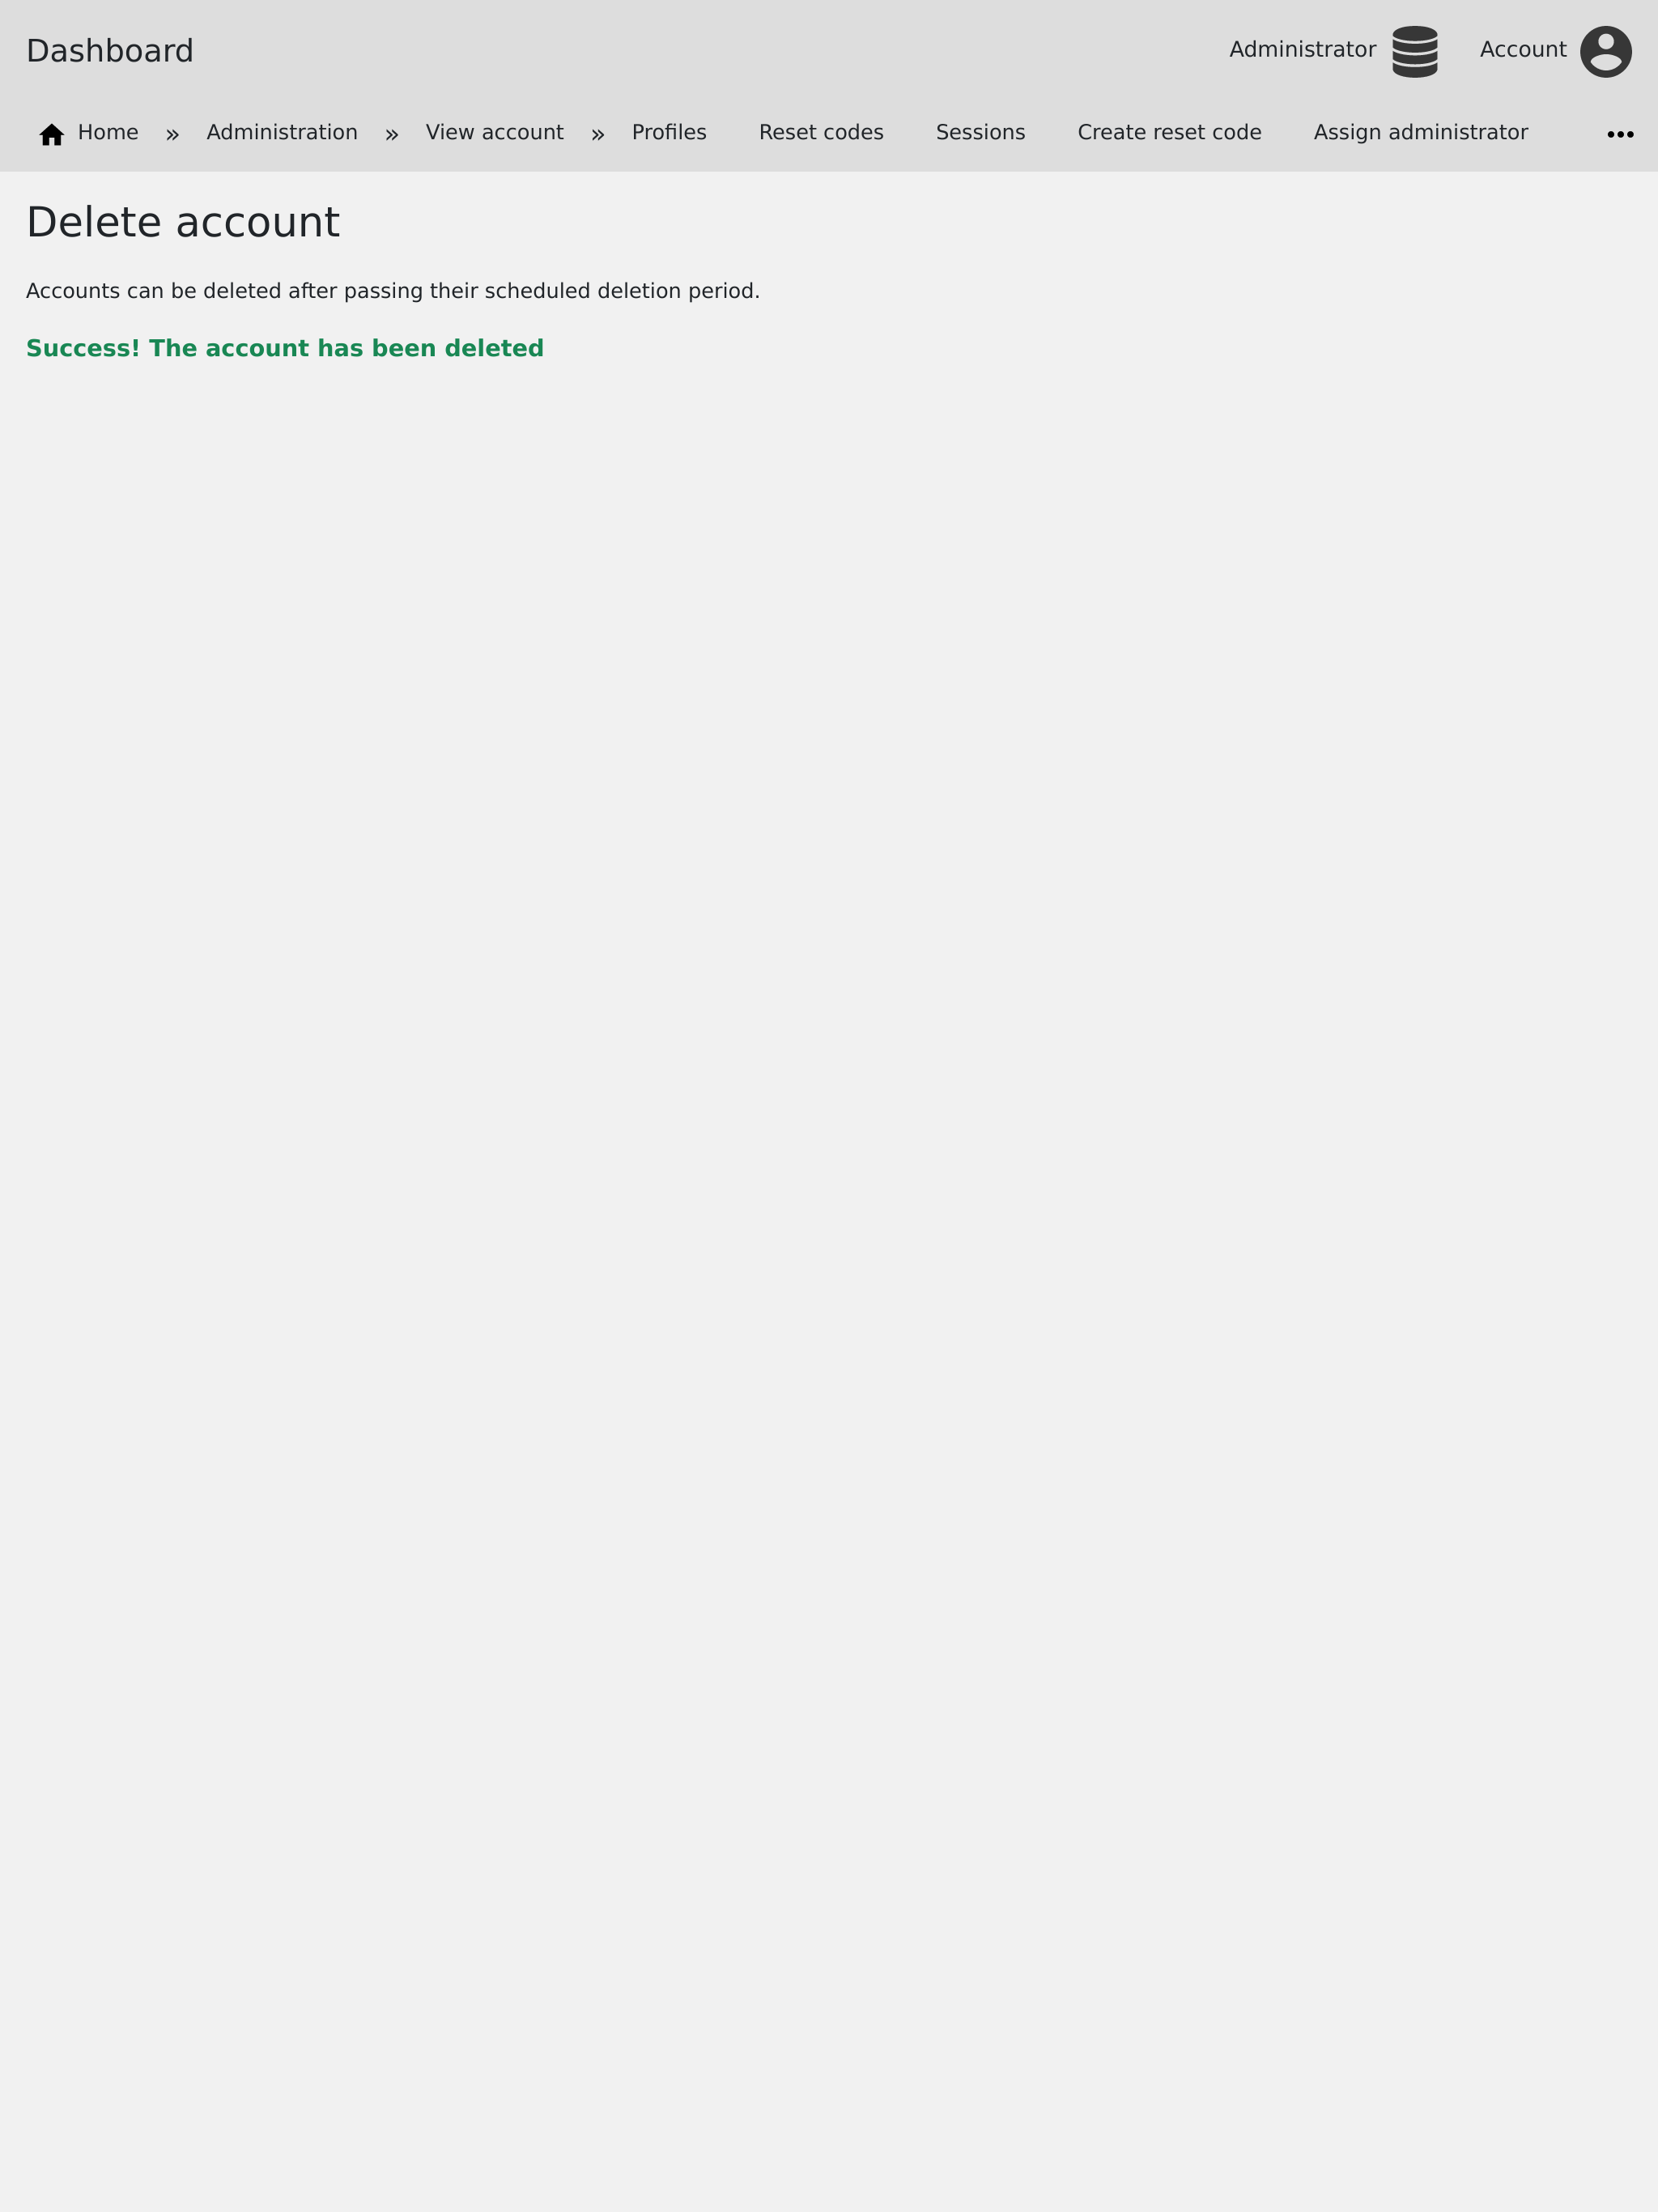 Dashboard
Administrator
Account
Home » Administration » View account » Profiles Reset codes Sessions Create reset code Assign administrator •••
Delete account
Accounts can be deleted after passing their scheduled deletion period.
Success! The account has been deleted